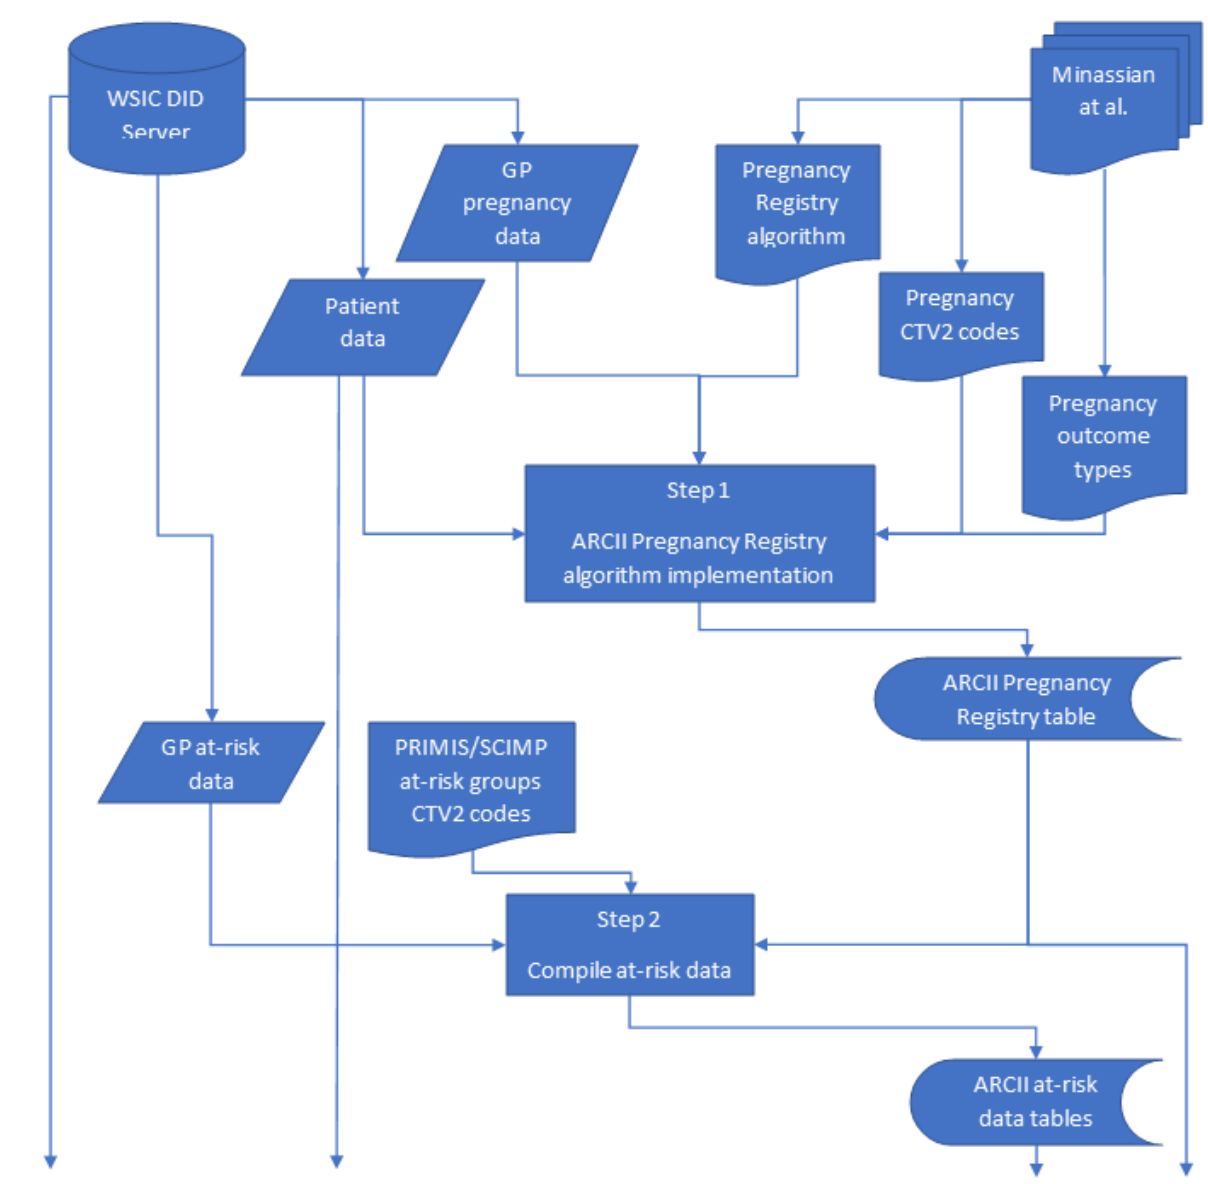 WSIC DID
Server
Minassian
at al.
GP
pregnancy
data
Pregnancy
Registry
algorithm
Patient
data
Pregnancy
CTV2 codes
Pregnancy
outcome
types
Step 1
ARCII Pregnancy Registry
algorithm implementation
ARCII Pregnancy
Registry table
GP at-risk
data
PRIMIS/SCIMP
at-risk groups
CTV2 codes
Step 2
Compile at-risk data
ARCII at-risk
data tables